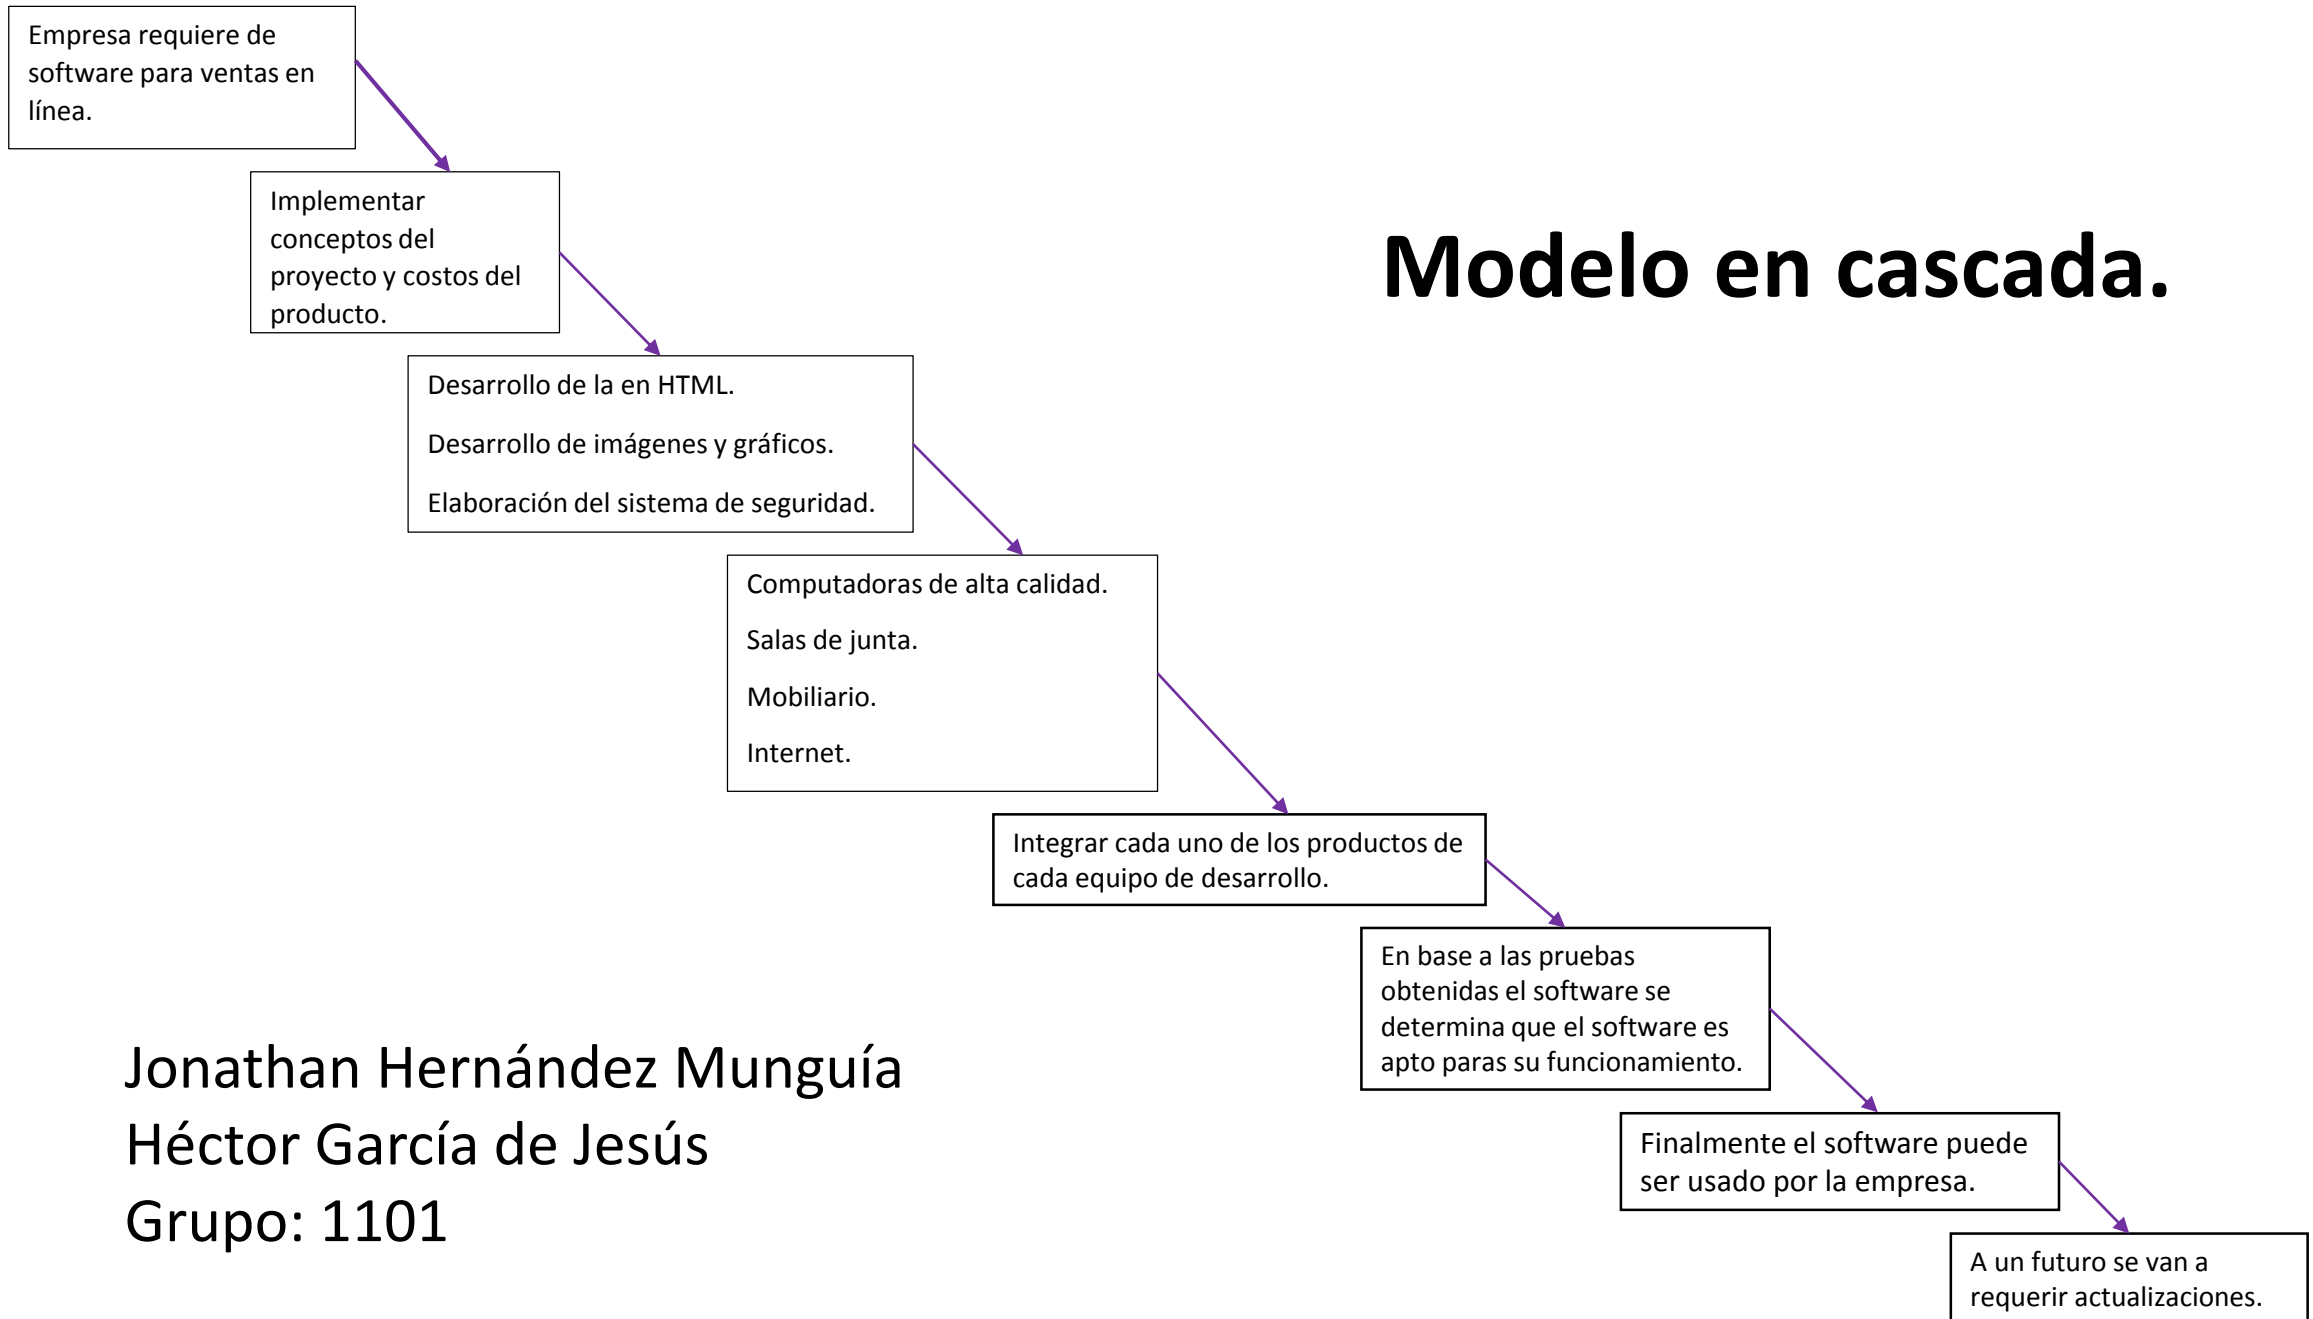 Empresa requiere de
software para ventas en
línea.
Implementar
conceptos del
proyecto y costos del
producto.
Modelo en cascada.
Desarrollo de la en HTML.
Desarrollo de imágenes y gráficos.
Elaboración del sistema de seguridad.
Computadoras de alta calidad.
Salas de junta.
Mobiliario.
Internet.
Integrar cada uno de los productos de
cada equipo de desarrollo.
En base a las pruebas
obtenidas el software se
determina que el software es
apto paras su funcionamiento.
Jonathan Hernández Munguía
Héctor García de Jesús
Grupo: 1101
Finalmente el software puede
ser usado por la empresa.
A un futuro se van a
requerir actualizaciones.